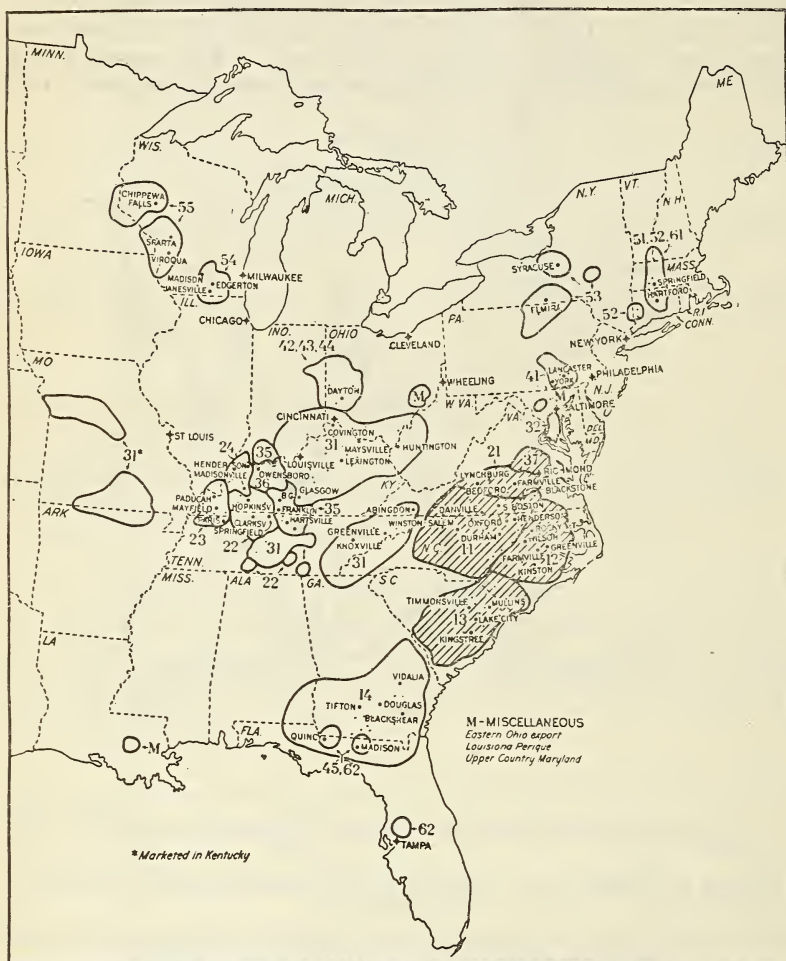 MINN.
ME
WIS.
MICH.
N.Y.
VT.
N.H.
CHIPPEWA
FALLS
55
SPARTA
VIROQUA
51, 52, 61
IOWA
54
MILWAUKEE
MADISON
EDGERTON
JANESVILLE
ILL.
SYRACUSE
MASS
SPRINGFIELD
HARTFORD
53
ELMIRA
52
R.I.
CONN.
CHICAGO
IND.
OHIO
PA.
CLEVELAND
NEW YORK
42, 43, 44
MO
DAYTON
M
WHEELING
41
LANCASTER
YORK
PHILADELPHIA
N.J.
W VA.
M
BALTIMORE
CINCINNATI
COVINGTON
VA.
32
DEL
MD.
ST LOUIS
31
MAYSVILLE
HUNTINGTON
31*
24
35
LOUISVILLE
LEXINGTON
21
37
HENDERSON
MADISONVILLE
OWENSBORO
36
LYNCHBURG
RICHMOND
BEDFORD
FARMVILLE
BLACKSTONE
KY.
PADUCAH
MAYFIELD
B.G.
GLASGOW
ARK
HOPKINSV
FRANKLIN
35
ABINGDON
DANVILLE
S BOSTON
PARIS
CLARKSV
HARTSVILLE
WINSTON
SALEM
OXFORD
HENDERSON
SPRINGFIELD
GREENVILLE
ROCKY MT
23
22
DURHAM
WILSON
KNOXVILLE
N.C.
11
FARMVILLE
GREENVILLE
31
31
KINSTON
12
TENN.
MISS.
ALA
22
GA.
S C
TIMMONSVILLE
MULLINS
13
LAKE CITY
KINGSTREE
LA
VIDALIA
14
TIFTON
DOUGLAS
BLACKSHEAR
M-MISCELLANEOUS
Eastern Ohio export
Louisiana Perique
Upper Country Maryland
FLA.
QUINCY
MADISON
M
45, 62
62
TAMPA
* Marketed in Kentucky